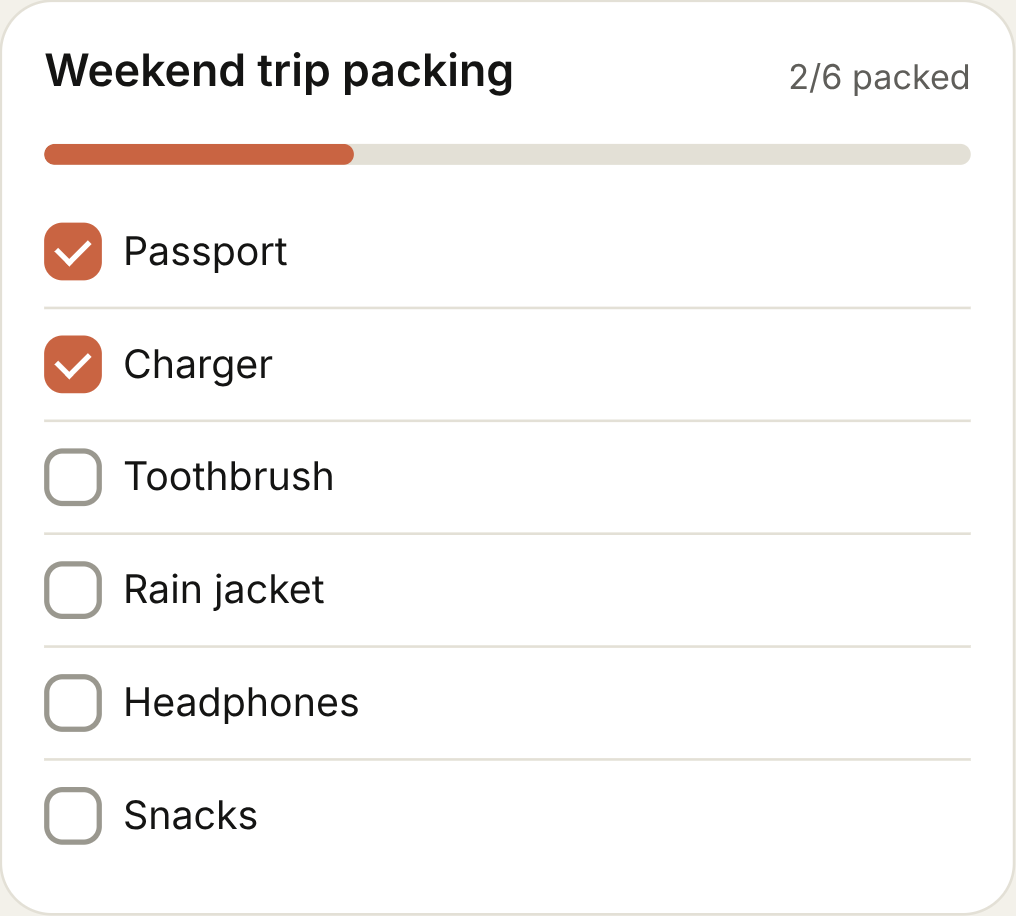 Weekend trip packing
2/6 packed
Passport
Charger
Toothbrush
Rain jacket
Headphones
Snacks